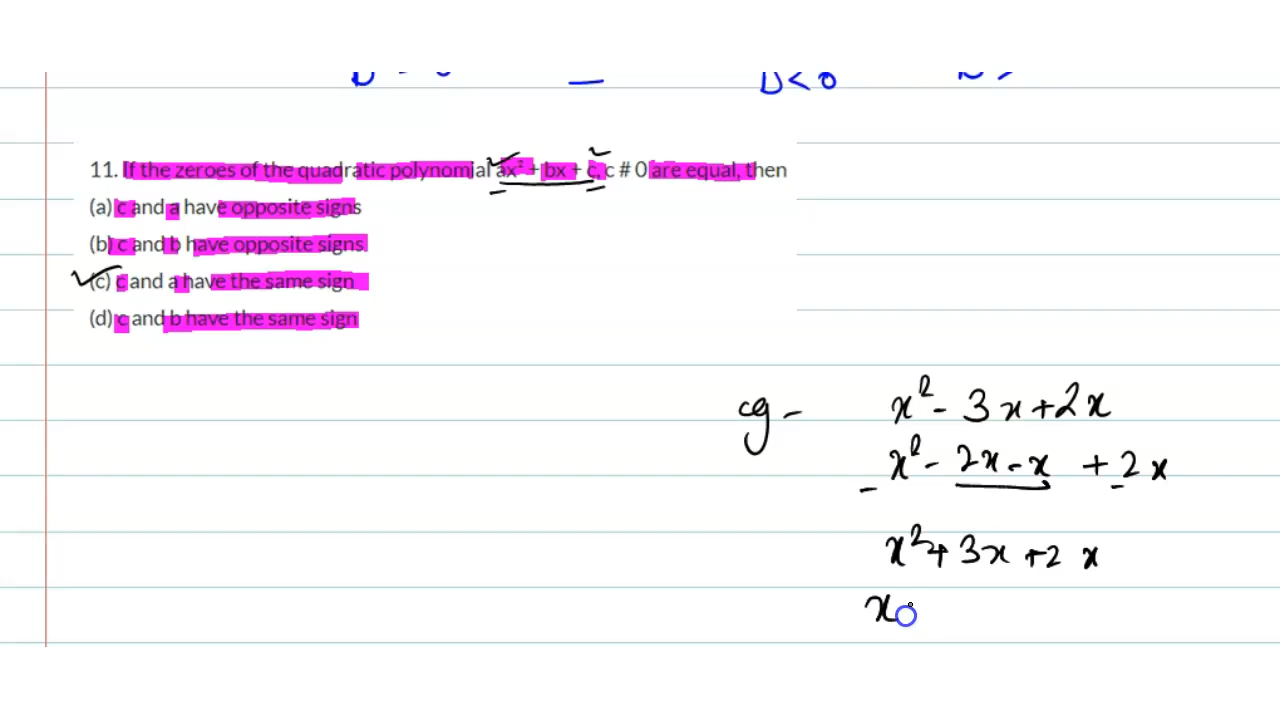 D<0
11. If the zeroes of the quadratic polynomial ax² + bx + c, c # 0 are equal, then
(a) c and a have opposite signs
(b) c and b have opposite signs
(c) c and a have the same sign
(d) c and b have the same sign
eg - x² - 3x + 2x
x² - 2x - x + 2x
x² + 3x + 2x
x